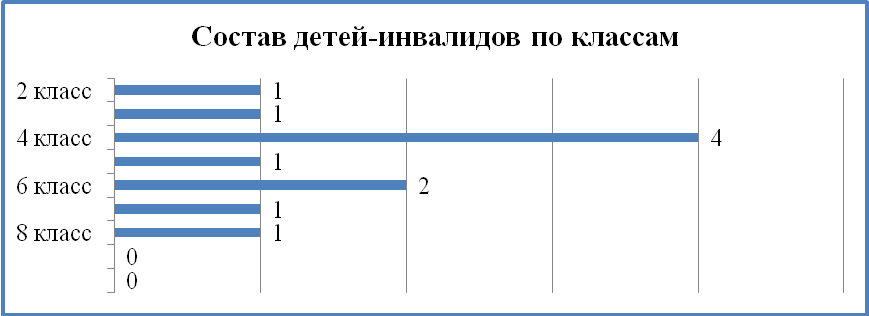 Состав детей-инвалидов по классам
2 класс 1
1
4 класс 4
1
6 класс 2
1
8 класс 1
0
0